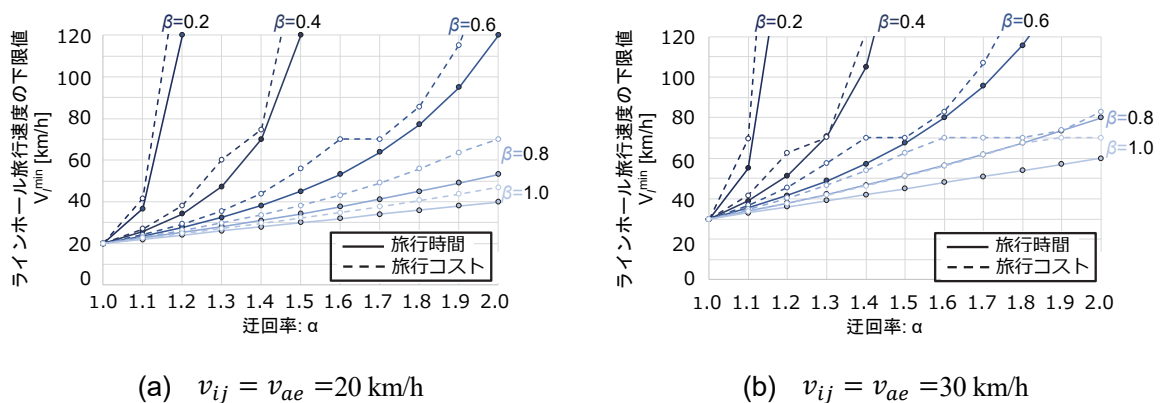 β=0.2
β=0.4
β=0.6
120
100
80
60
40
20
0
β=0.8
β=1.0
ラインホール旅行速度の下限値
V_l^min [km/h]
旅行時間
旅行コスト
1.0 1.1 1.2 1.3 1.4 1.5 1.6 1.7 1.8 1.9 2.0
迂回率: α
(a) v_ij = v_ae =20 km/h
β=0.2
β=0.4
β=0.6
120
100
80
60
40
20
0
β=0.8
β=1.0
ラインホール旅行速度の下限値
V_l^min [km/h]
旅行時間
旅行コスト
1.0 1.1 1.2 1.3 1.4 1.5 1.6 1.7 1.8 1.9 2.0
迂回率: α
(b) v_ij = v_ae =30 km/h